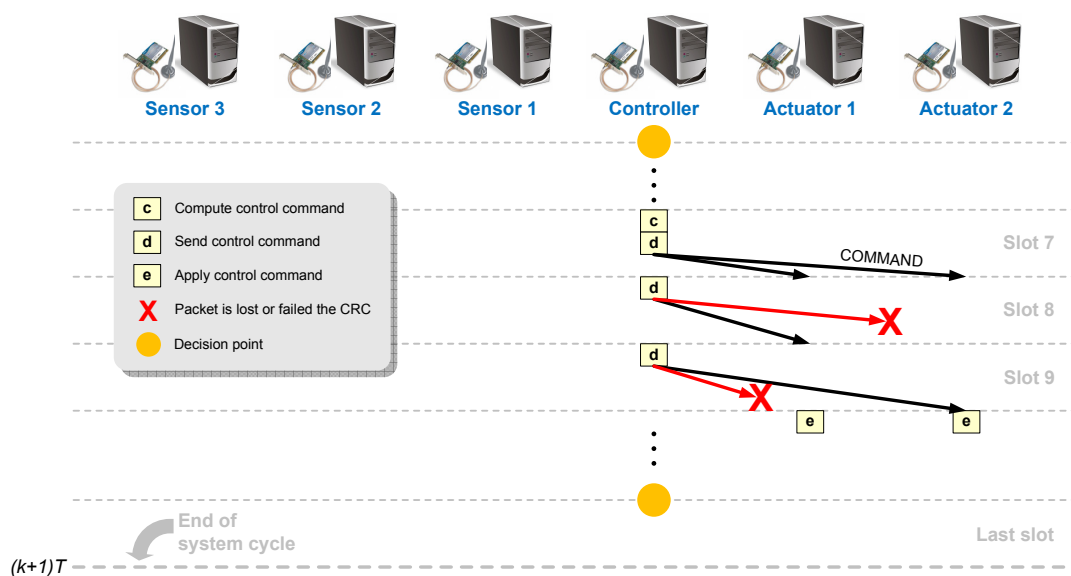 Sensor 3
Sensor 2
Sensor 1
Controller
Actuator 1
Actuator 2
c Compute control command
d Send control command
e Apply control command
X Packet is lost or failed the CRC
Decision point
c
d
COMMAND
Slot 7
d
X
Slot 8
d
X
Slot 9
e
e
End of
system cycle
Last slot
(k+1)T